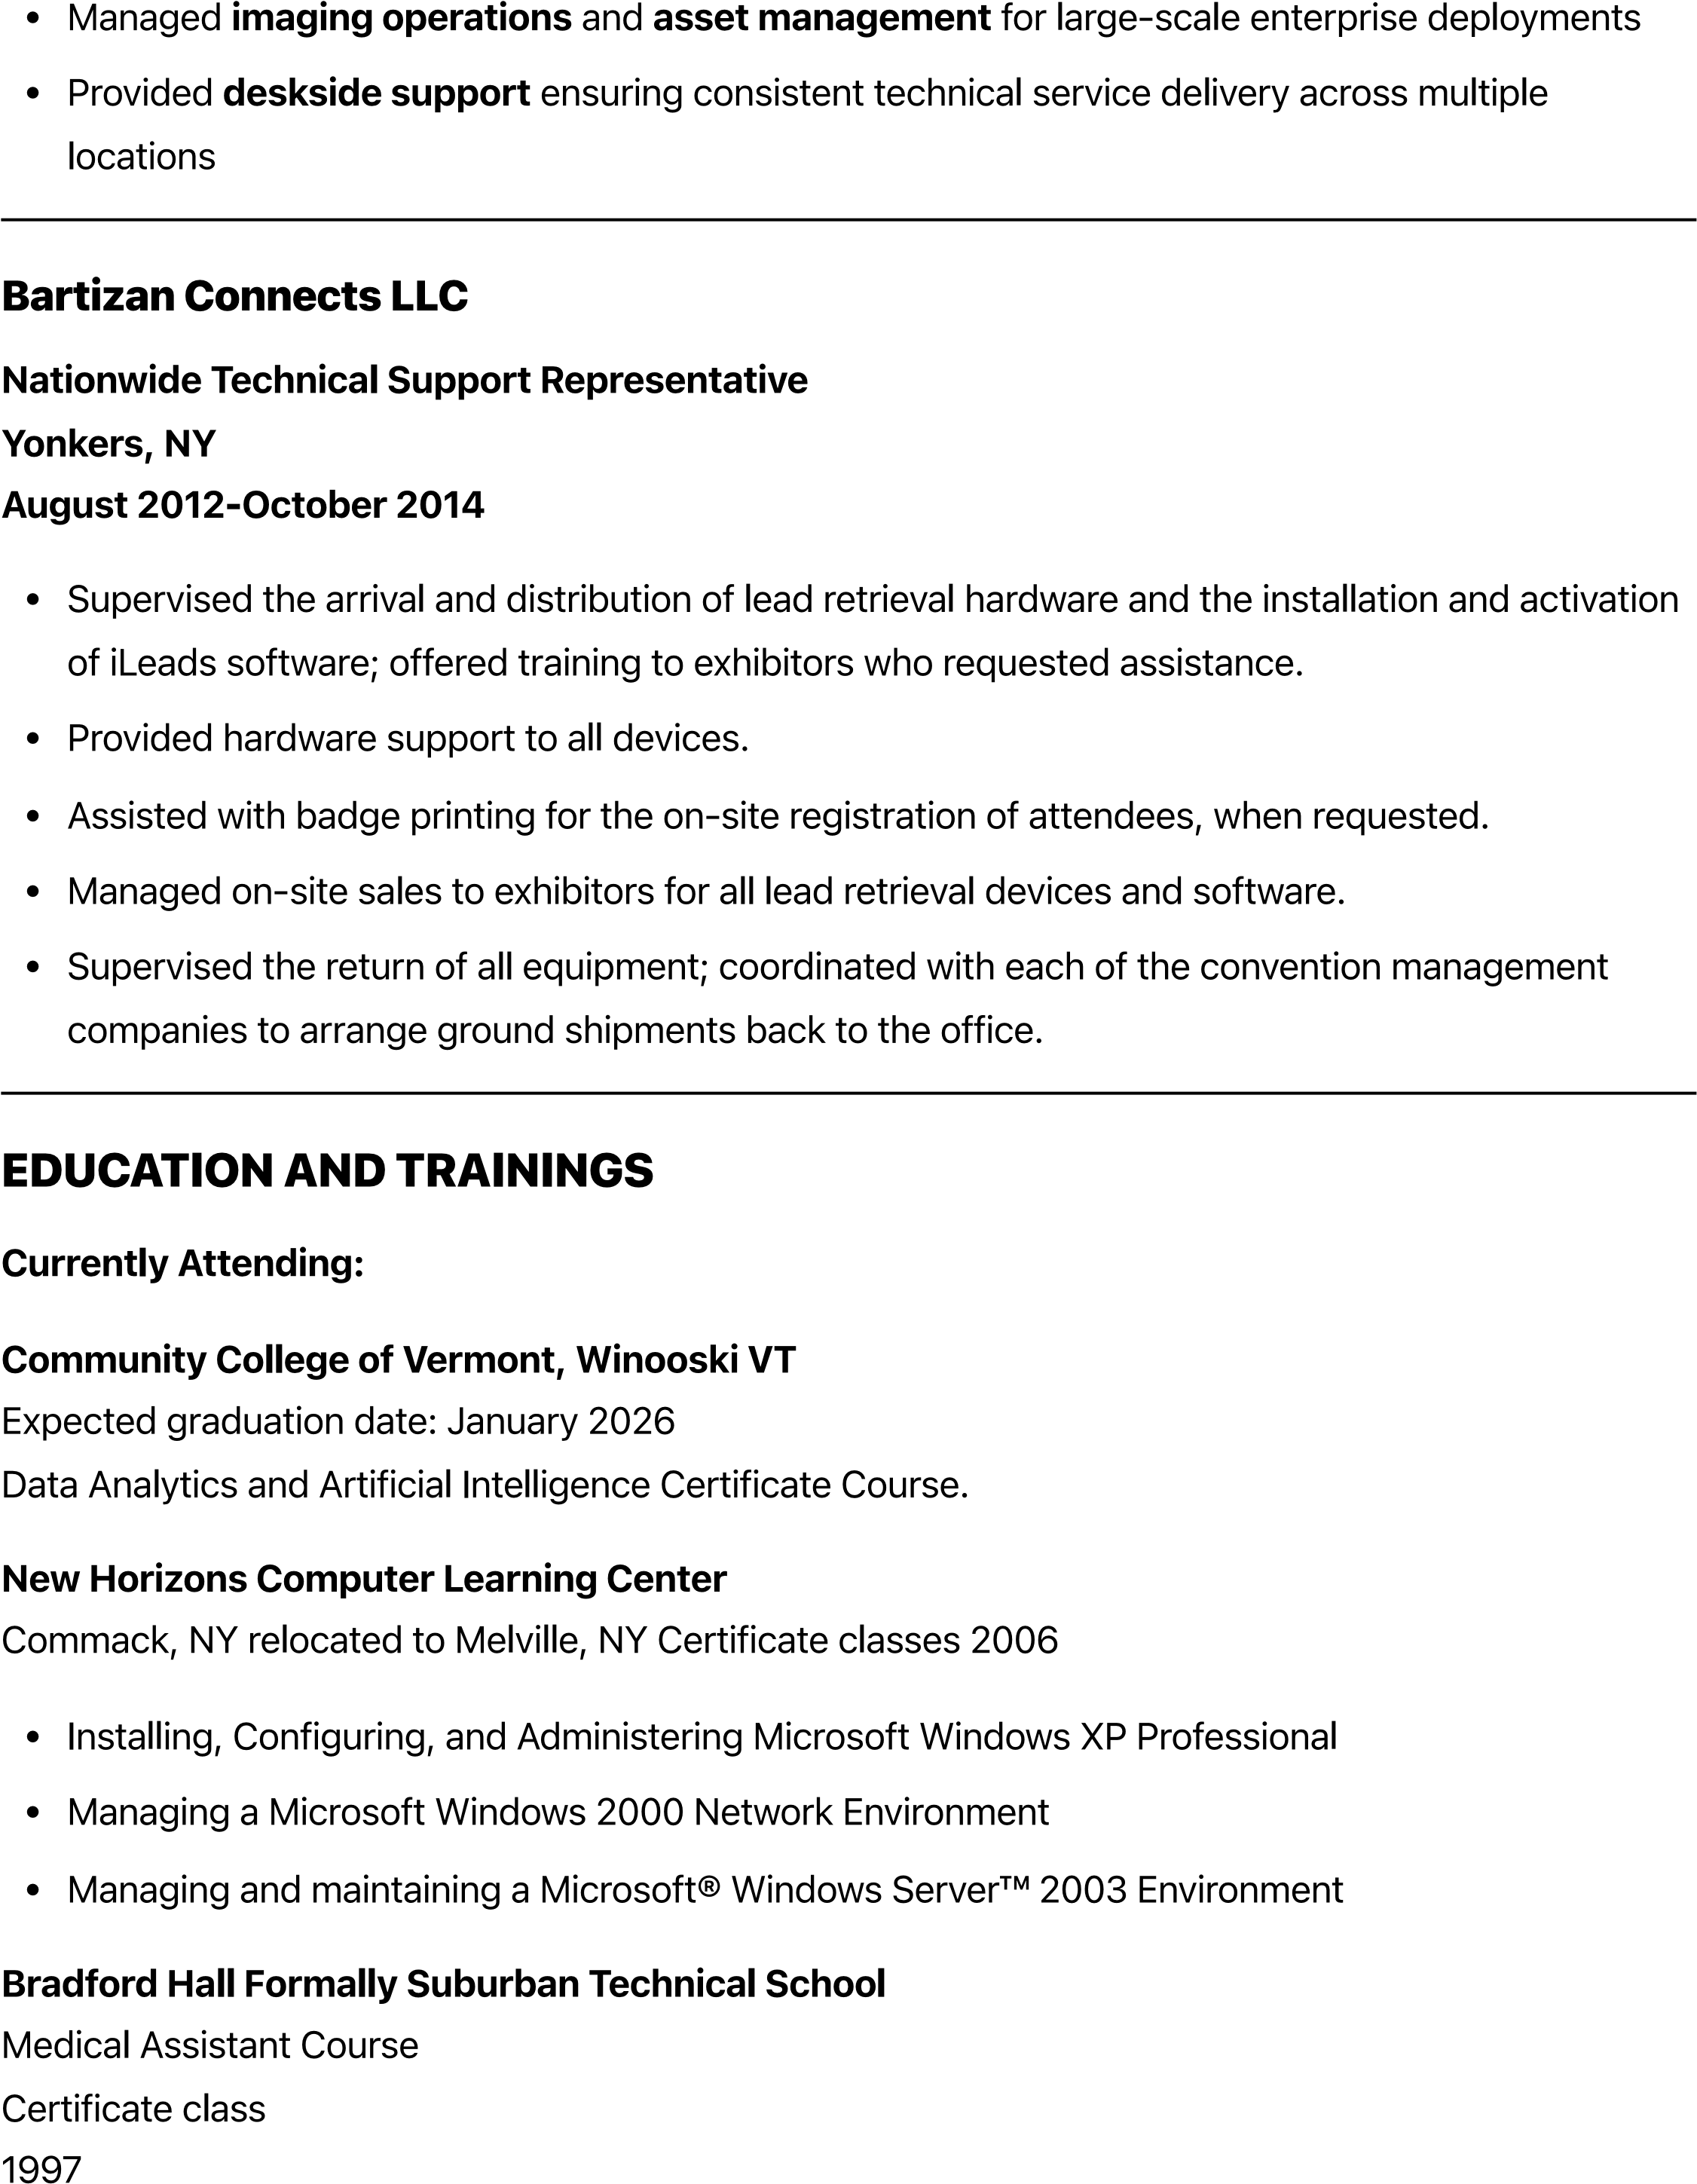 • Managed imaging operations and asset management for large-scale enterprise deployments
• Provided deskside support ensuring consistent technical service delivery across multiple
locations
Bartizan Connects LLC
Nationwide Technical Support Representative
Yonkers, NY
August 2012-October 2014
• Supervised the arrival and distribution of lead retrieval hardware and the installation and activation
of iLeads software; offered training to exhibitors who requested assistance.
• Provided hardware support to all devices.
• Assisted with badge printing for the on-site registration of attendees, when requested.
• Managed on-site sales to exhibitors for all lead retrieval devices and software.
• Supervised the return of all equipment; coordinated with each of the convention management
companies to arrange ground shipments back to the office.
EDUCATION AND TRAININGS
Currently Attending:
Community College of Vermont, Winooski VT
Expected graduation date: January 2026
Data Analytics and Artificial Intelligence Certificate Course.
New Horizons Computer Learning Center
Commack, NY relocated to Melville, NY Certificate classes 2006
• Installing, Configuring, and Administering Microsoft Windows XP Professional
• Managing a Microsoft Windows 2000 Network Environment
• Managing and maintaining a Microsoft® Windows Server™ 2003 Environment
Bradford Hall Formally Suburban Technical School
Medical Assistant Course
Certificate class
1997